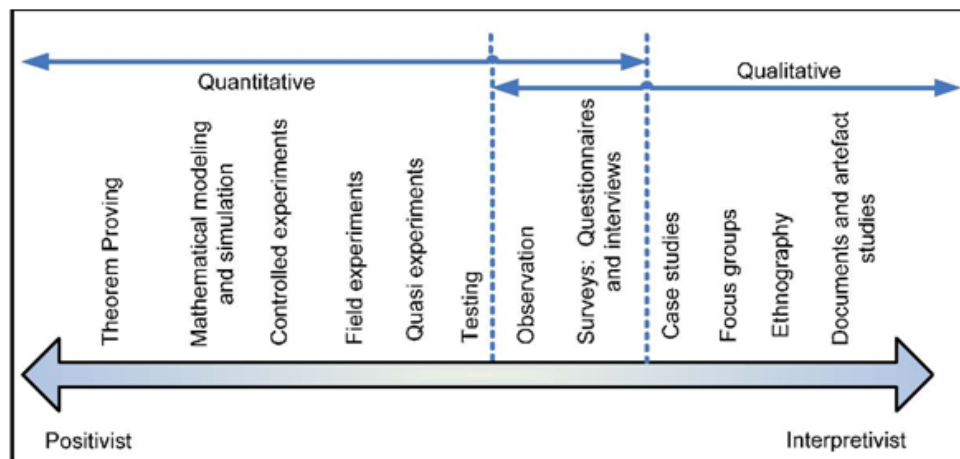 Quantitative
Qualitative
Theorem Proving
Mathematical modeling
and simulation
Controlled experiments
Field experiments
Quasi experiments
Testing
Observation
Surveys: Questionnaires
and interviews
Case studies
Focus groups
Ethnography
Documents and artefact
studies
Positivist
Interpretivist